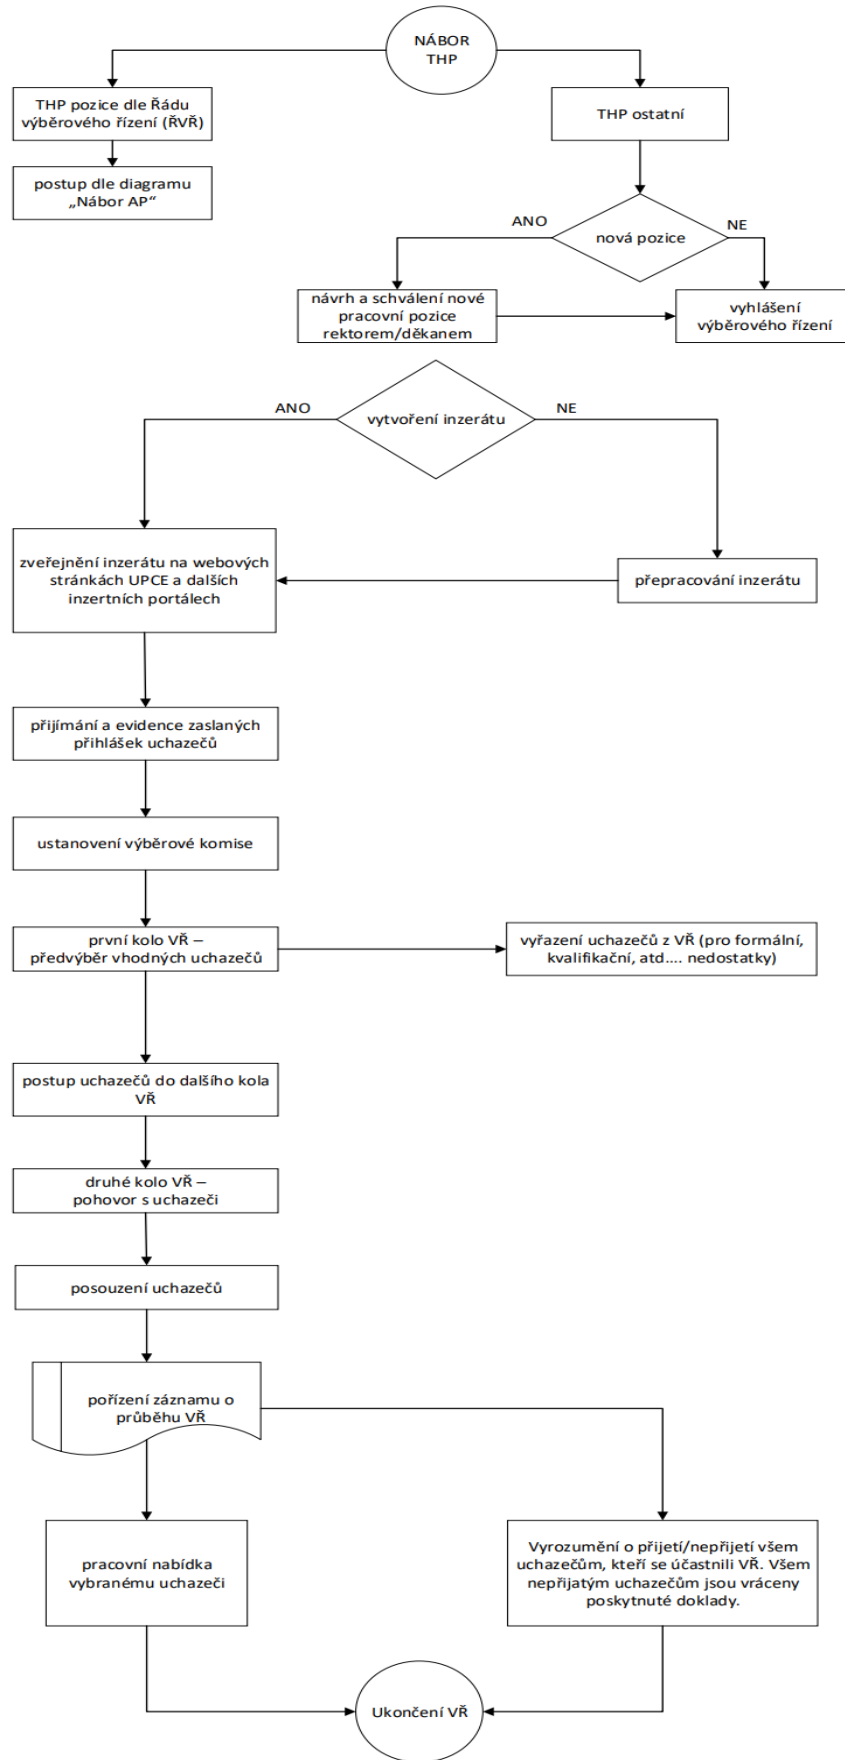 NÁBOR
THP
THP pozice dle Řádu
výběrového řízení (ŘVŘ)
THP ostatní
postup dle diagramu
„Nábor AP“
ANO
NE
nová pozice
návrh a schválení nové
pracovní pozice
rektorem/děkanem
vyhlášení
výběrového řízení
ANO
NE
vytvoření inzerátu
zveřejnění inzerátu na webových
stránkách UPCE a dalších
inzertních portálech
přepracování inzerátu
přijímání a evidence zaslaných
přihlášek uchazečů
ustanovení výběrové komise
první kolo VŘ –
předvýběr vhodných uchazečů
vyřazení uchazečů z VŘ (pro formální,
kvalifikační, atd.... nedostatky)
postup uchazečů do dalšího kola
VŘ
druhé kolo VŘ –
pohovor s uchazeči
posouzení uchazečů
pořízení záznamu o
průběhu VŘ
pracovní nabídka
vybranému uchazeči
Vyrozumění o přijetí/nepřijetí všem
uchazečům, kteří se účastnili VŘ. Všem
nepřijatým uchazečům jsou vráceny
poskytnuté doklady.
Ukončení VŘ